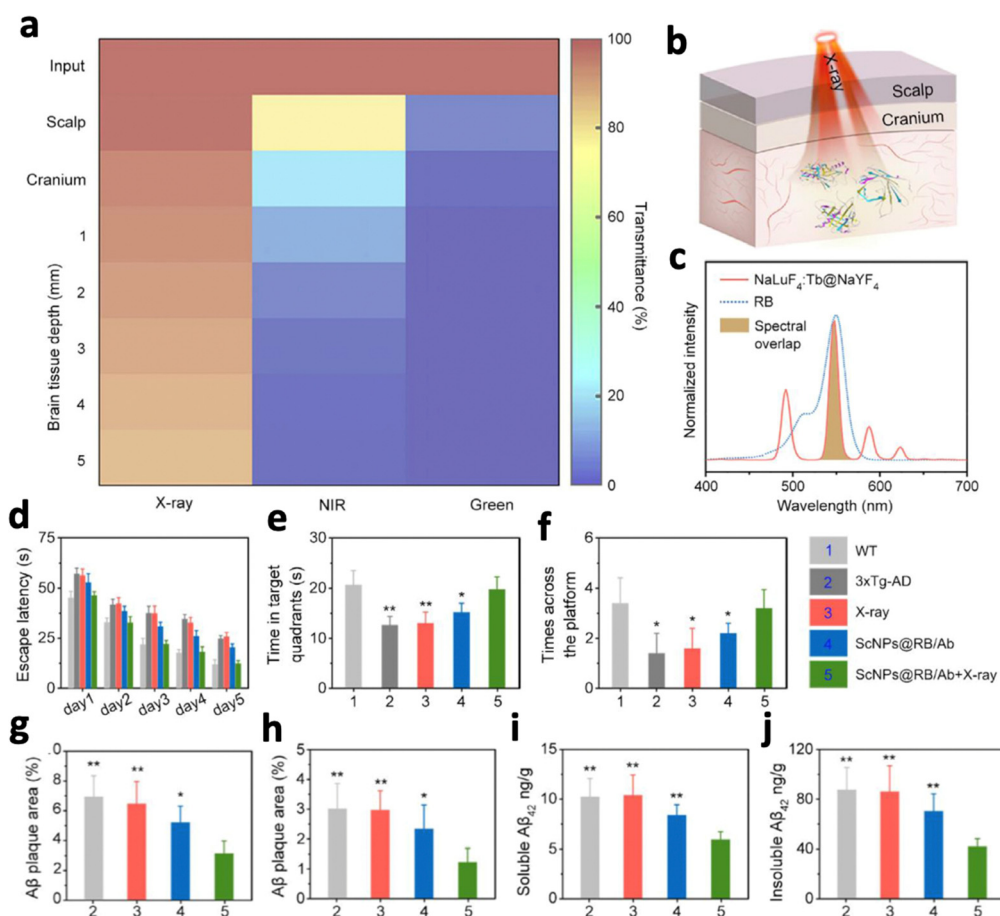 a
Input
Scalp
Cranium
1
2
3
4
5
Brain tissue depth (mm)
X-ray
NIR
Green
100
80
60
40
20
0
Transmittance (%)
b
X-ray
Scalp
Cranium
c
NaLuF4:Tb@NaYF4
RB
Spectral
overlap
Normalized intensity
400
500
600
700
Wavelength (nm)
d
Escape latency (s)
75
50
25
0
day1
day2
day3
day4
day5
e
Time in target
quadrants (s)
30
20
10
0
**
**
*
1
2
3
4
5
f
Times across
the platform
6
4
2
0
*
*
*
1
2
3
4
5
1 WT
2 3xTg-AD
3 X-ray
4 ScNPs@RB/Ab
5 ScNPs@RB/Ab+X-ray
g
Aβ plaque area (%)
0
8
6
4
2
0
**
**
*
2
3
4
5
h
Aβ plaque area (%)
5
4
3
2
1
0
**
**
*
2
3
4
5
i
Soluble Aβ42 ng/g
15
10
5
0
**
**
**
2
3
4
5
j
Insoluble Aβ42 ng/g
120
80
40
0
**
**
**
2
3
4
5